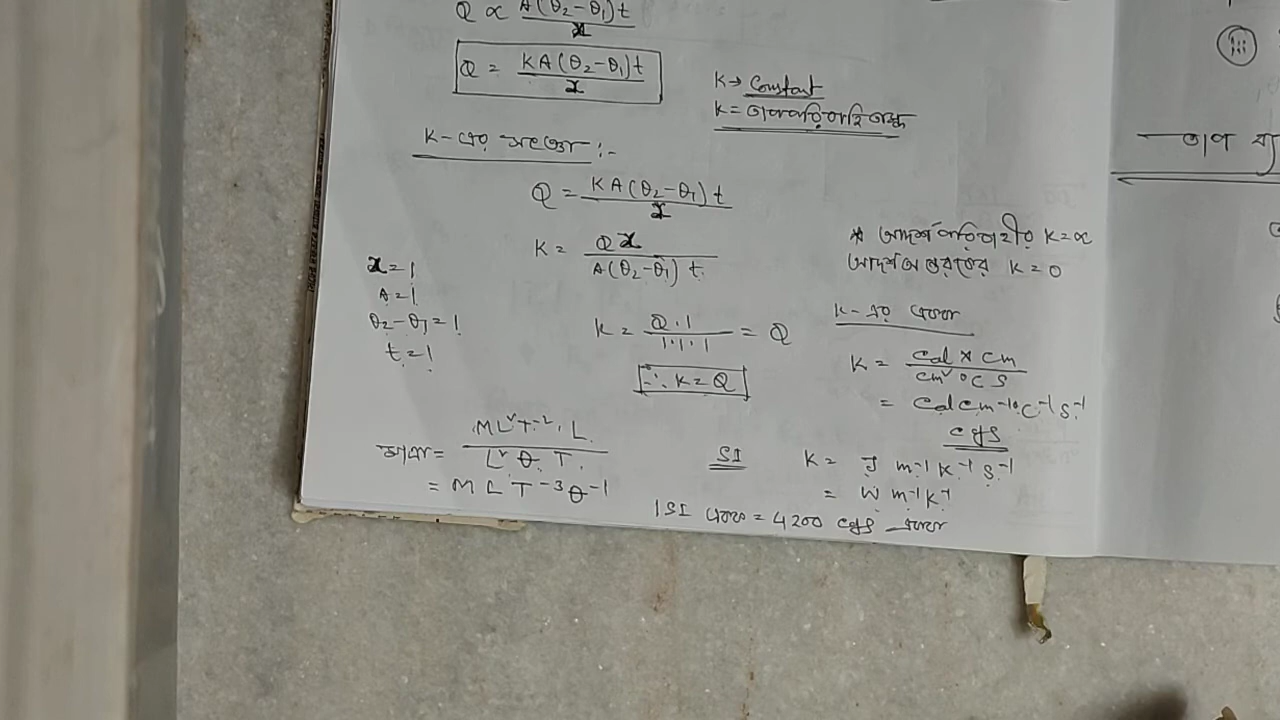 Q ∝ A(θ₂-θ₁)t / x
Q = KA(θ₂-θ₁)t / x
K → Constant
K = তাপপরিবাহিতাঙ্ক
K-এর সংজ্ঞা :-
Q = KA(θ₂-θ₁)t / x
K = Qx / A(θ₂-θ₁)t
x = 1
A = 1
θ₂-θ₁ = 1
t = 1
K = Q.1 / 1.1.1 = Q
∴ K = Q
* আদর্শ পরিবাহীর K = ∝
আদর্শ অন্তরকের K = 0
K-এর একক
K = Cal × cm / cm² °C S
= Cal cm⁻¹ °C⁻¹ S⁻¹
cgs
মাত্রা = ML²T⁻².L / L².θ.T
= M L T⁻³ θ⁻¹
SI
K = J m⁻¹ K⁻¹ S⁻¹
= W m⁻¹ K⁻¹
1 SI একক = 4200 cgs একক
তাপ